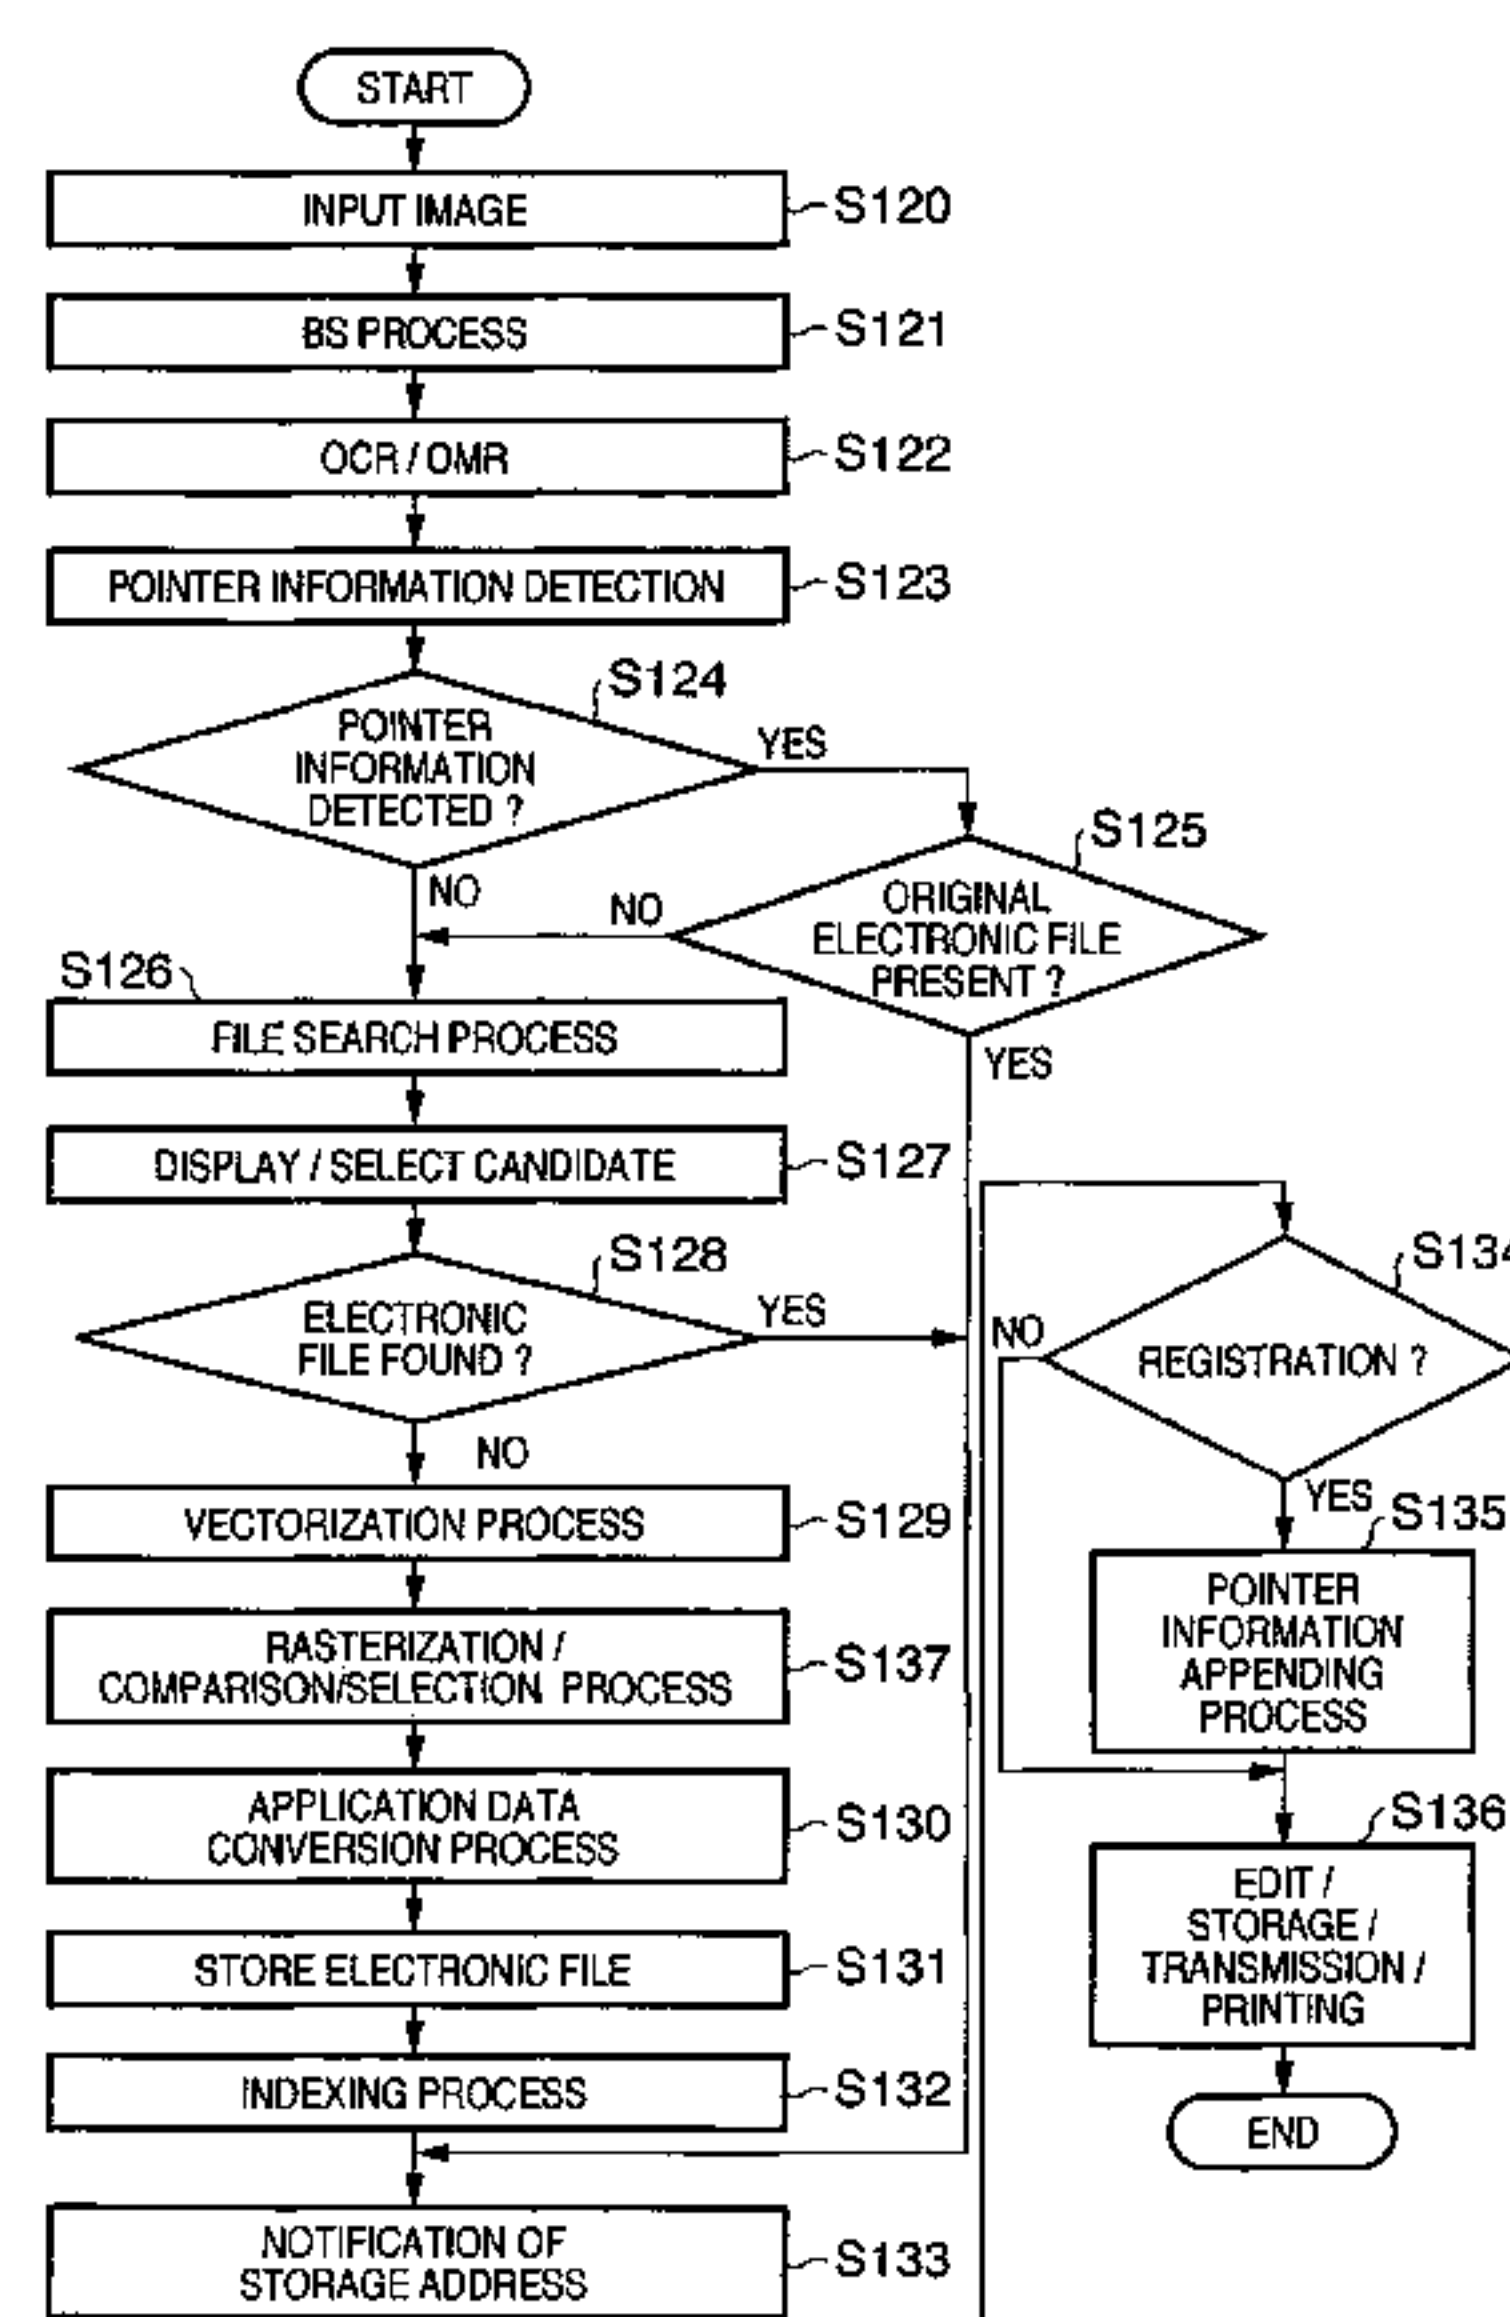 START
INPUT IMAGE
S120
BS PROCESS
S121
OCR / OMR
S122
POINTER INFORMATION DETECTION
S123
S124
POINTER
INFORMATION
DETECTED ?
YES
NO
S125
ORIGINAL
ELECTRONIC FILE
PRESENT ?
NO
YES
S126
FILE SEARCH PROCESS
DISPLAY / SELECT CANDIDATE
S127
S128
ELECTRONIC
FILE FOUND ?
YES
NO
VECTORIZATION PROCESS
S129
RASTERIZATION /
COMPARISON/SELECTION PROCESS
S137
APPLICATION DATA
CONVERSION PROCESS
S130
STORE ELECTRONIC FILE
S131
INDEXING PROCESS
S132
NOTIFICATION OF
STORAGE ADDRESS
S133
S134
REGISTRATION ?
NO
YES
S135
POINTER
INFORMATION
APPENDING
PROCESS
S136
EDIT /
STORAGE /
TRANSMISSION /
PRINTING
END